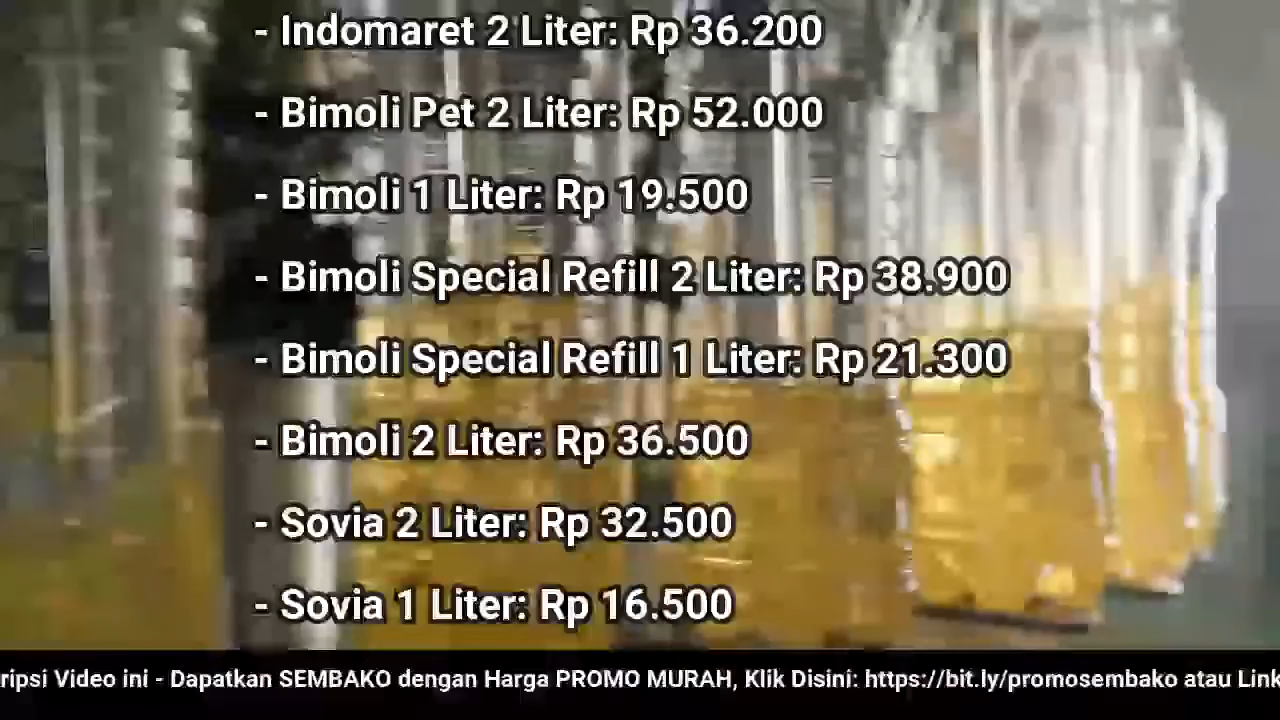 - Indomaret 2 Liter: Rp 36.200
- Bimoli Pet 2 Liter: Rp 52.000
- Bimoli 1 Liter: Rp 19.500
- Bimoli Special Refill 2 Liter: Rp 38.900
- Bimoli Special Refill 1 Liter: Rp 21.300
- Bimoli 2 Liter: Rp 36.500
- Sovia 2 Liter: Rp 32.500
- Sovia 1 Liter: Rp 16.500
ripsi Video ini - Dapatkan SEMBAKO dengan Harga PROMO MURAH, Klik Disini: https://bit.ly/promosembako atau Link